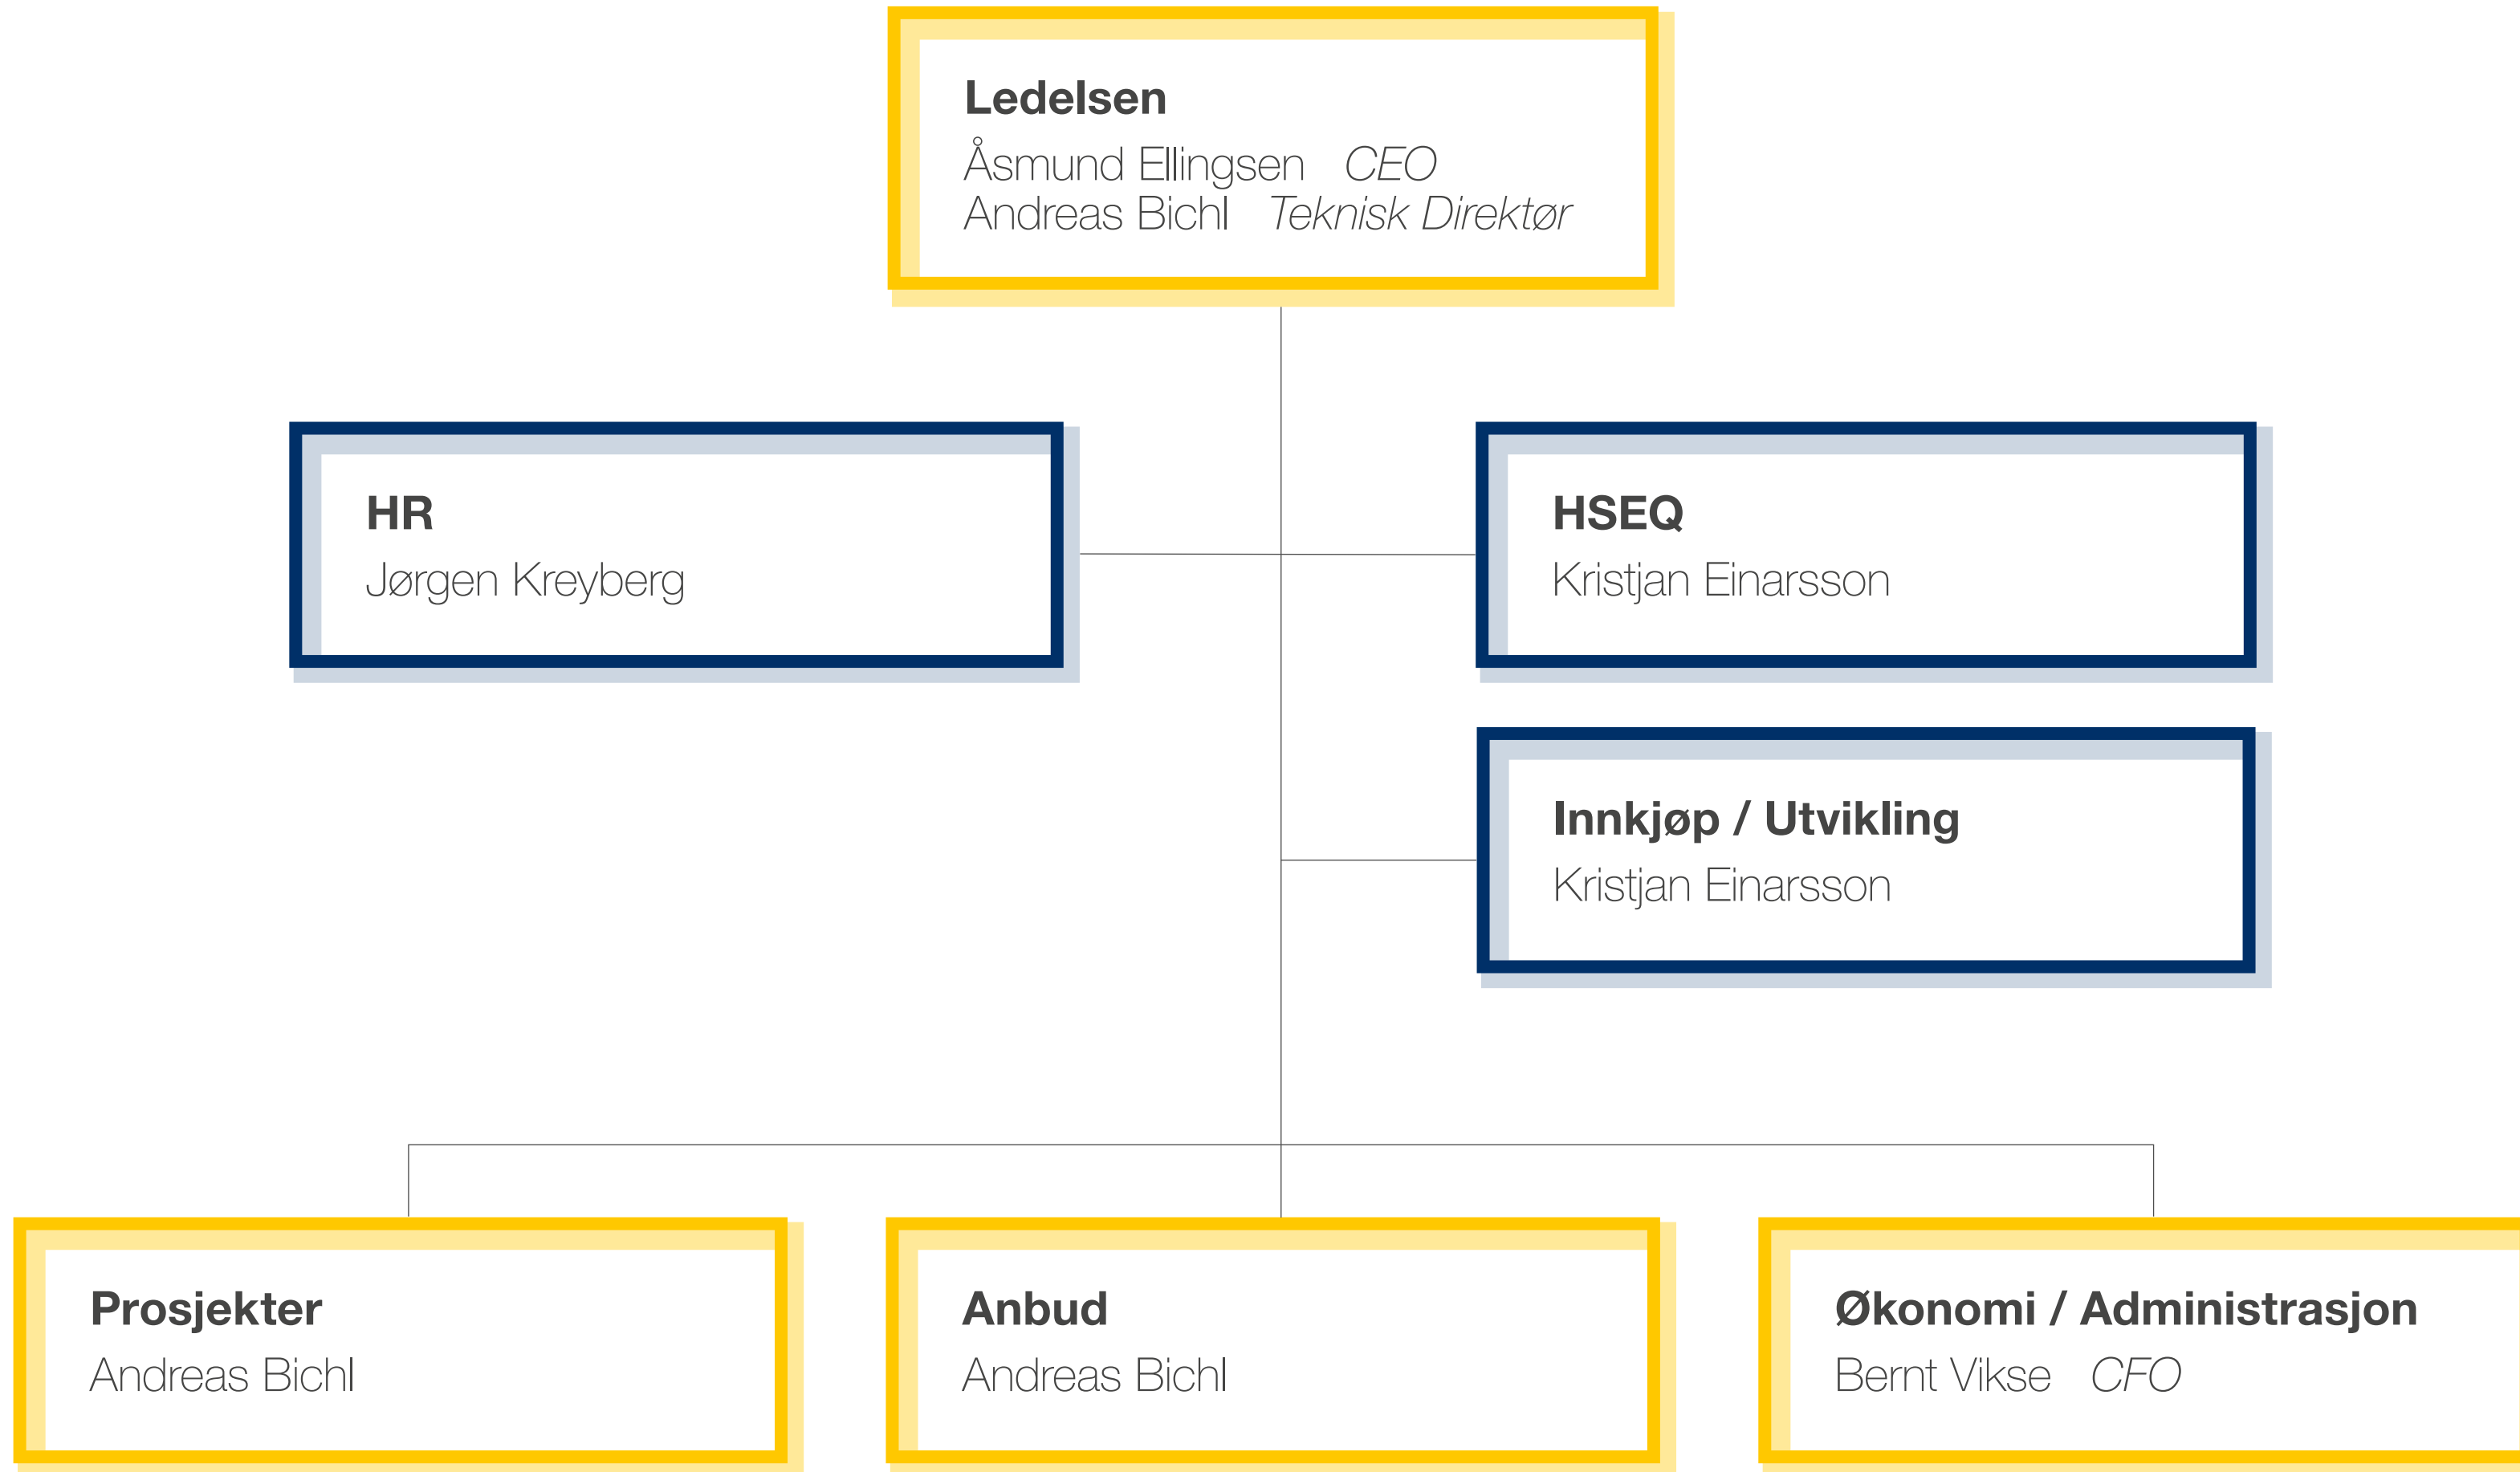 Ledelsen
Åsmund Ellingsen CEO
Andreas Bichl Teknisk Direktør
HR
Jørgen Kreyberg
HSEQ
Kristjan Einarsson
Innkjøp / Utvikling
Kristjan Einarsson
Prosjekter
Andreas Bichl
Anbud
Andreas Bichl
Økonomi / Administrasjon
Bent Vikse CFO